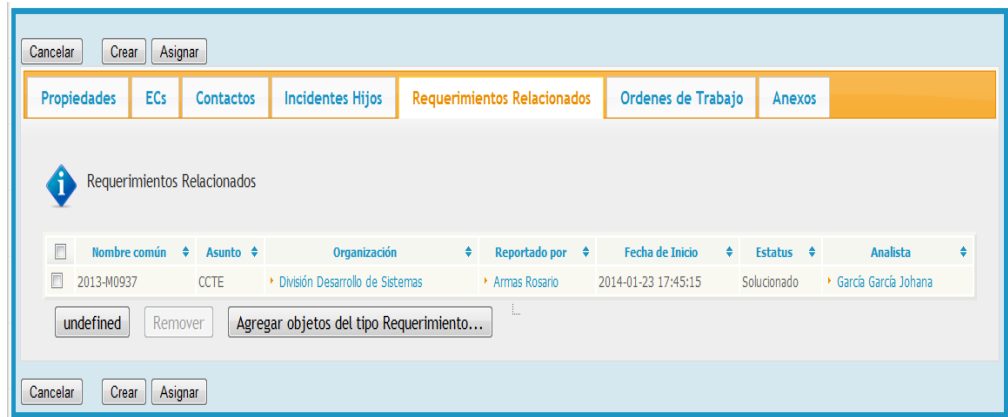 Cancelar Crear Asignar
Propiedades ECs Contactos Incidentes Hijos Requerimientos Relacionados Ordenes de Trabajo Anexos
Requerimientos Relacionados
Nombre común Asunto Organización Reportado por Fecha de Inicio Estatus Analista
2013-M0937 CCTE División Desarrollo de Sistemas Armas Rosario 2014-01-23 17:45:15 Solucionado García García Johana
undefined Remover Agregar objetos del tipo Requerimiento...
Cancelar Crear Asignar